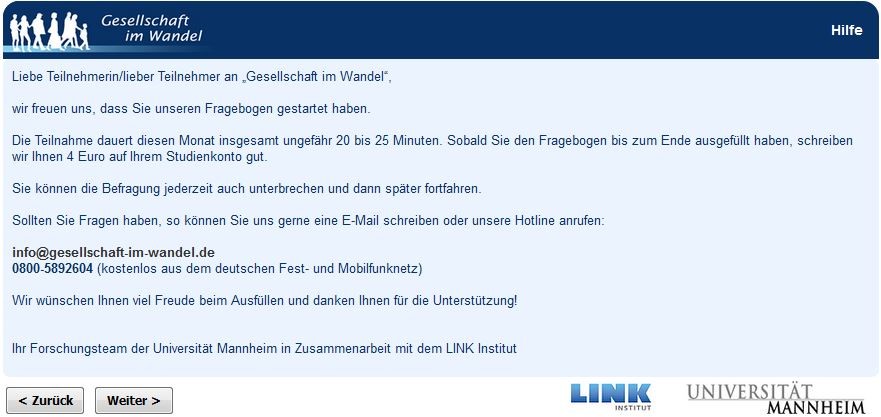 Gesellschaft
im Wandel
Hilfe
Liebe Teilnehmerin/lieber Teilnehmer an „Gesellschaft im Wandel“,
wir freuen uns, dass Sie unseren Fragebogen gestartet haben.
Die Teilnahme dauert diesen Monat insgesamt ungefähr 20 bis 25 Minuten. Sobald Sie den Fragebogen bis zum Ende ausgefüllt haben, schreiben
wir Ihnen 4 Euro auf Ihrem Studienkonto gut.
Sie können die Befragung jederzeit auch unterbrechen und dann später fortfahren.
Sollten Sie Fragen haben, so können Sie uns gerne eine E-Mail schreiben oder unsere Hotline anrufen:
info@gesellschaft-im-wandel.de
0800-5892604 (kostenlos aus dem deutschen Fest- und Mobilfunknetz)
Wir wünschen Ihnen viel Freude beim Ausfüllen und danken Ihnen für die Unterstützung!
Ihr Forschungsteam der Universität Mannheim in Zusammenarbeit mit dem LINK Institut
< Zurück
Weiter >
LINK
INSTITUT
UNIVERSITÄT
MANNHEIM